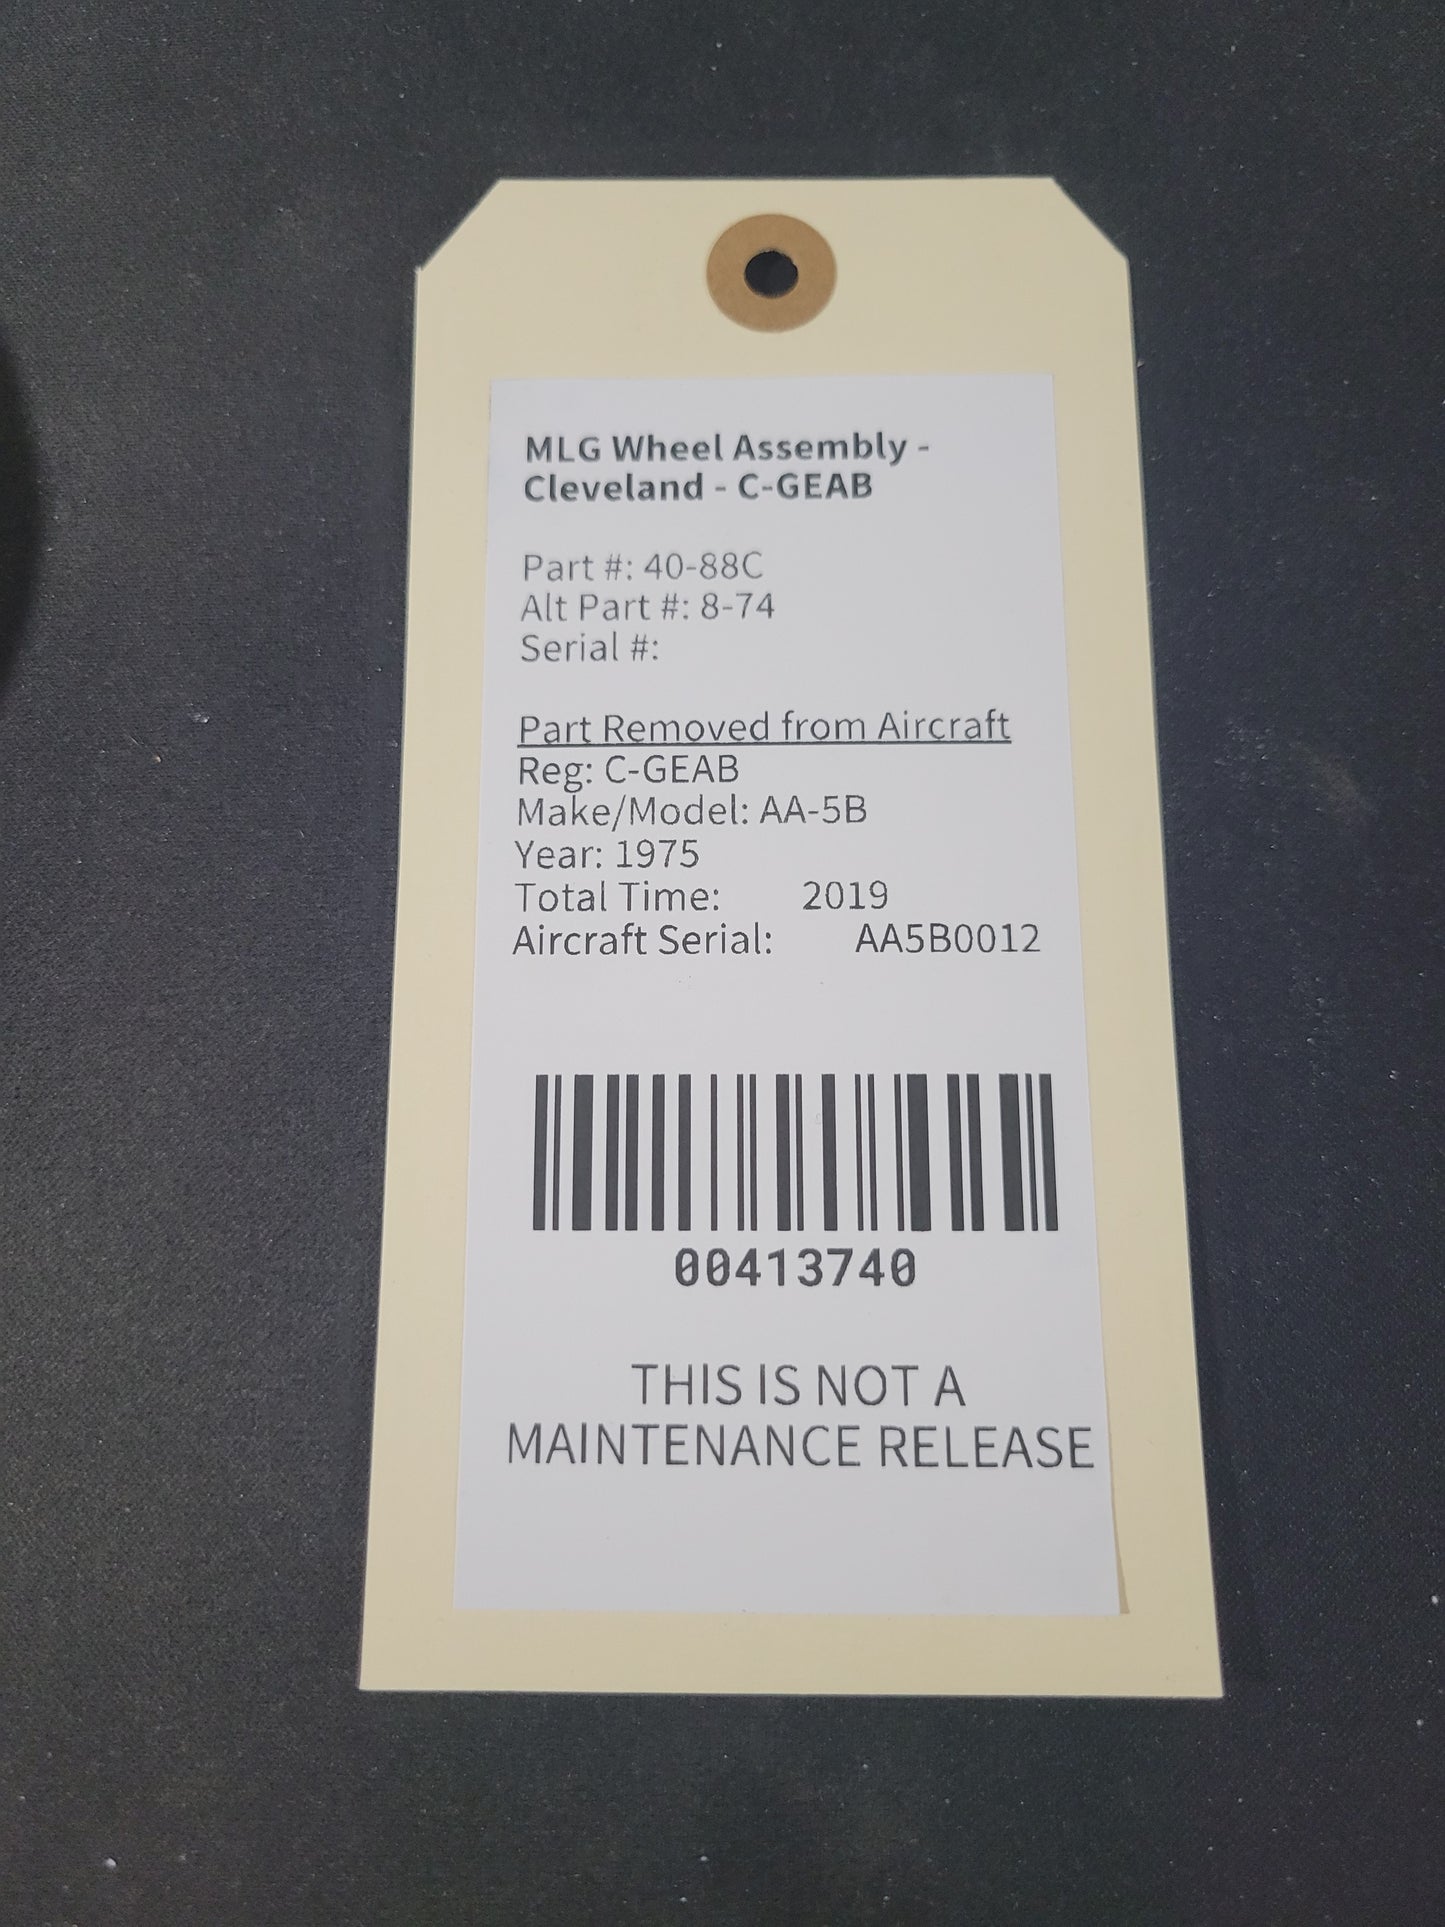 MLG Wheel Assembly -
Cleveland - C-GEAB
Part #: 40-88C
Alt Part #: 8-74
Serial #:
Part Removed from Aircraft
Reg: C-GEAB
Make/Model: AA-5B
Year: 1975
Total Time: 2019
Aircraft Serial: AA5B0012
00413740
THIS IS NOT A
MAINTENANCE RELEASE